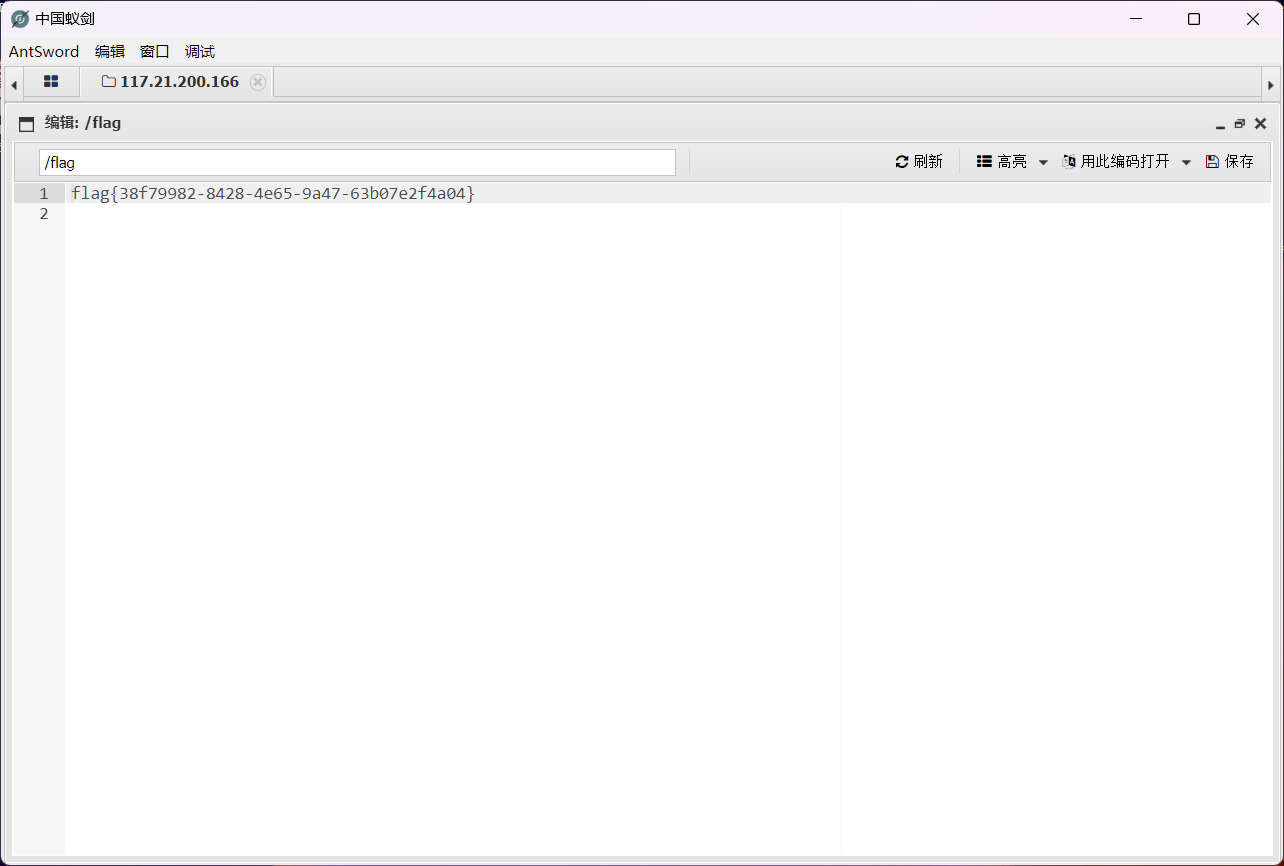 中国蚁剑
AntSword 编辑 窗口 调试
117.21.200.166
编辑: /flag
/flag 刷新 高亮 用此编码打开 保存
1 flag{38f79982-8428-4e65-9a47-63b07e2f4a04}
2